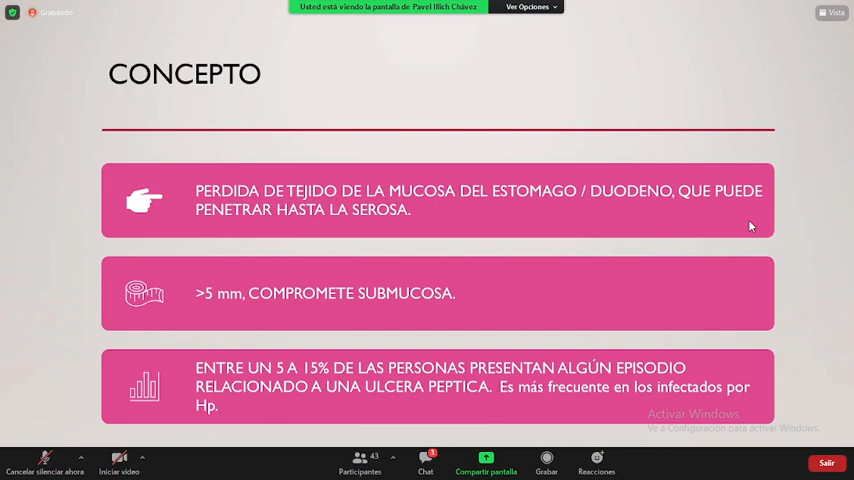 Grabando
Usted está viendo la pantalla de Pavel Illich Chávez
Ver Opciones
Vista
CONCEPTO
PERDIDA DE TEJIDO DE LA MUCOSA DEL ESTOMAGO / DUODENO, QUE PUEDE
PENETRAR HASTA LA SEROSA.
>5 mm, COMPROMETE SUBMUCOSA.
ENTRE UN 5 A 15% DE LAS PERSONAS PRESENTAN ALGÚN EPISODIO
RELACIONADO A UNA ULCERA PEPTICA. Es más frecuente en los infectados por
Hp.
Activar Windows
Ve a Configuración para activar Windows.
Cancelar silenciar ahora
Iniciar video
43
Participantes
3
Chat
Compartir pantalla
Grabar
Reacciones
Salir